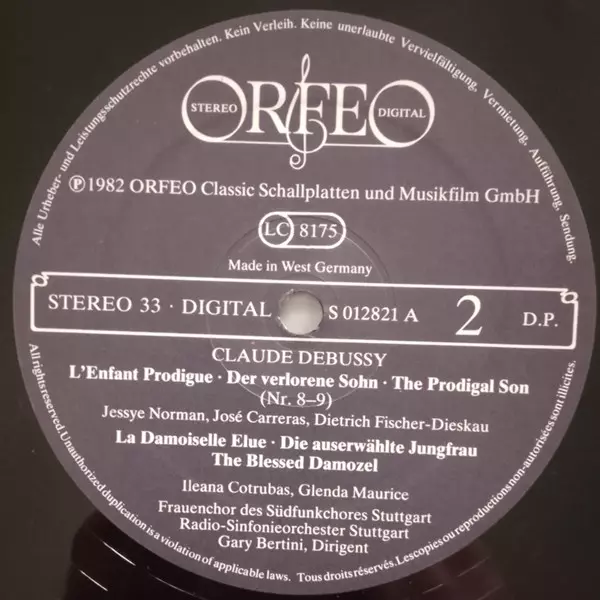 Alle Urheber- und Leistungsschutzrechte vorbehalten. Kein Verleih. Keine unerlaubte Vervielfältigung, Vermietung, Aufführung, Sendung.
STEREO ORFEO DIGITAL
Ⓟ1982 ORFEO Classic Schallplatten und Musikfilm GmbH
LC 8175
Made in West Germany
STEREO 33 · DIGITAL S 012821 A 2 D.P.
CLAUDE DEBUSSY
L'Enfant Prodigue · Der verlorene Sohn · The Prodigal Son
(Nr. 8–9)
Jessye Norman, José Carreras, Dietrich Fischer-Dieskau
La Damoiselle Elue · Die auserwählte Jungfrau
The Blessed Damozel
Ileana Cotrubas, Glenda Maurice
Frauenchor des Südfunkchores Stuttgart
Radio-Sinfonieorchester Stuttgart
Gary Bertini, Dirigent
All rights reserved. Unauthorized duplication is a violation of applicable laws. Tous droits réservés. Les copies ou reproductions non-autorisées sont illicites.